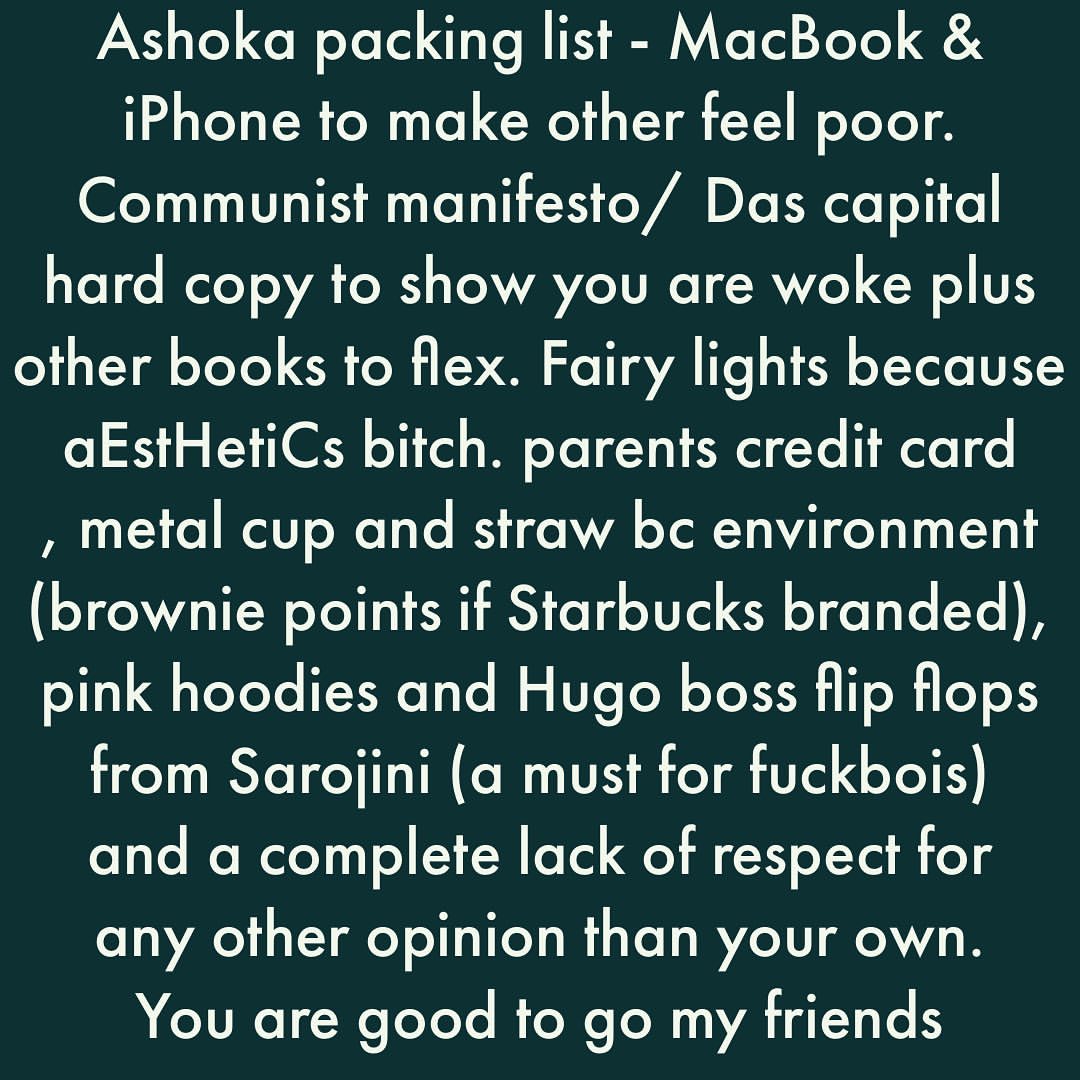 Ashoka packing list - MacBook &
iPhone to make other feel poor.
Communist manifesto/ Das capital
hard copy to show you are woke plus
other books to flex. Fairy lights because
aEstHetiCs bitch. parents credit card
, metal cup and straw bc environment
(brownie points if Starbucks branded),
pink hoodies and Hugo boss flip flops
from Sarojini (a must for fuckbois)
and a complete lack of respect for
any other opinion than your own.
You are good to go my friends